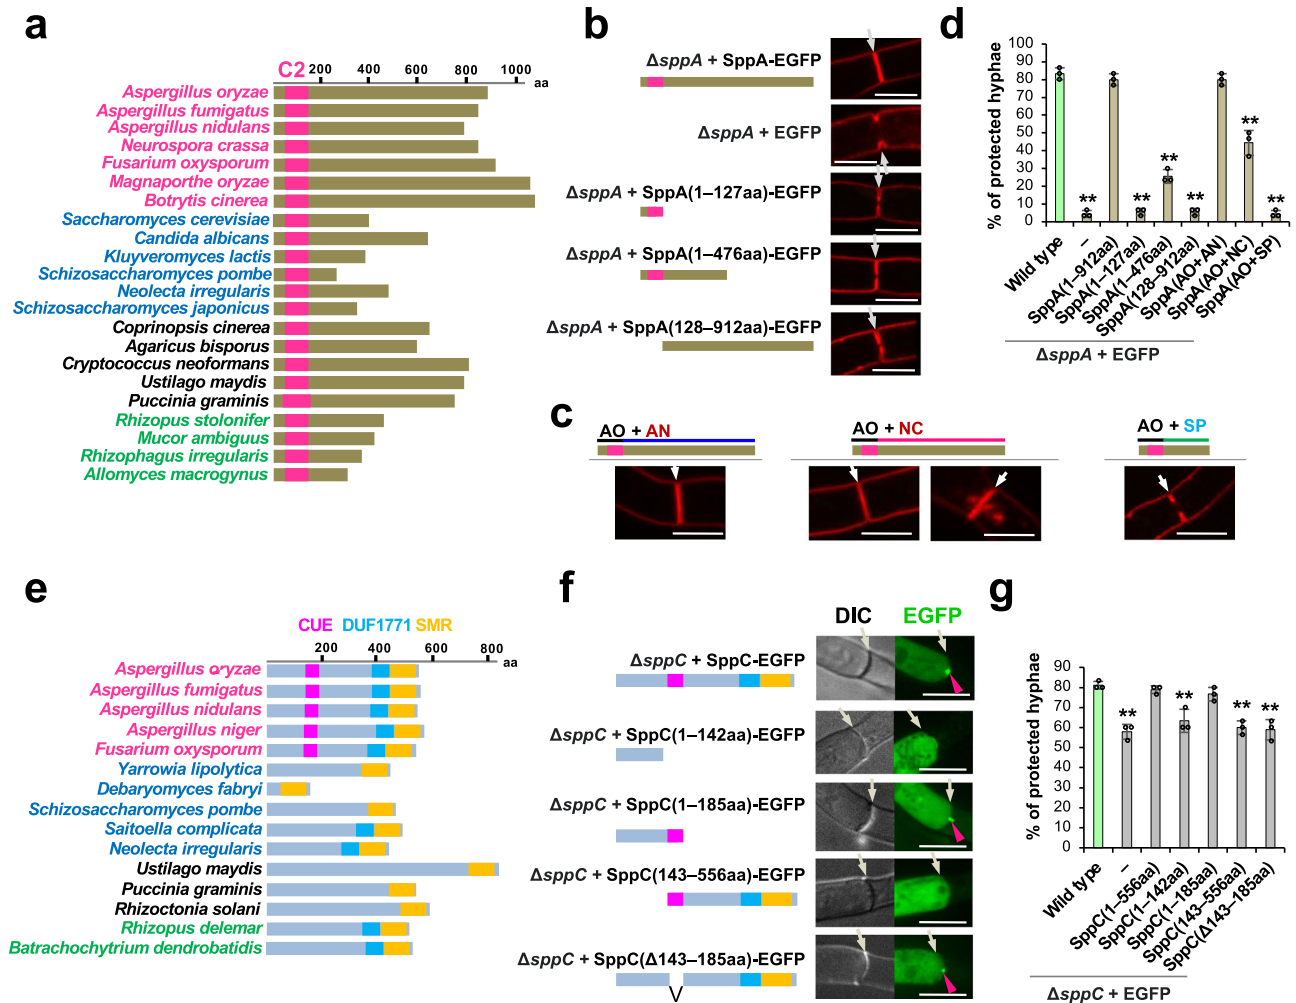 a
C2
200 400 600 800 1000
aa
Aspergillus oryzae
Aspergillus fumigatus
Aspergillus nidulans
Neurospora crassa
Fusarium oxysporum
Magnaporthe oryzae
Botrytis cinerea
Saccharomyces cerevisiae
Candida albicans
Kluyveromyces lactis
Schizosaccharomyces pombe
Neolecta irregularis
Schizosaccharomyces japonicus
Coprinopsis cinerea
Agaricus bisporus
Cryptococcus neoformans
Ustilago maydis
Puccinia graminis
Rhizopus stolonifer
Mucor ambiguus
Rhizophagus irregularis
Allomyces macrogynus
b
ΔsppA + SppA-EGFP
ΔsppA + EGFP
ΔsppA + SppA(1–127aa)-EGFP
ΔsppA + SppA(1–476aa)-EGFP
ΔsppA + SppA(128–912aa)-EGFP
c
AO + AN
AO + NC
AO + SP
d
% of protected hyphae
100
90
80
70
60
50
40
30
20
10
0
** ** ** ** ** **
Wild type
–
SppA(1–912aa)
SppA(1–127aa)
SppA(1–476aa)
SppA(128–912aa)
SppA(AO+AN)
SppA(AO+NC)
SppA(AO+SP)
ΔsppA + EGFP
e
CUE DUF1771 SMR
200 400 600 800
aa
Aspergillus oryzae
Aspergillus fumigatus
Aspergillus nidulans
Aspergillus niger
Fusarium oxysporum
Yarrowia lipolytica
Debaryomyces fabryi
Schizosaccharomyces pombe
Saitoella complicata
Neolecta irregularis
Ustilago maydis
Puccinia graminis
Rhizoctonia solani
Rhizopus delemar
Batrachochytrium dendrobatidis
f
DIC EGFP
ΔsppC + SppC-EGFP
ΔsppC + SppC(1–142aa)-EGFP
ΔsppC + SppC(1–185aa)-EGFP
ΔsppC + SppC(143–556aa)-EGFP
ΔsppC + SppC(Δ143–185aa)-EGFP
g
% of protected hyphae
90
80
70
60
50
40
30
20
10
0
** ** ** **
Wild type
–
SppC(1–556aa)
SppC(1–142aa)
SppC(1–185aa)
SppC(143–556aa)
SppC(Δ143–185aa)
ΔsppC + EGFP